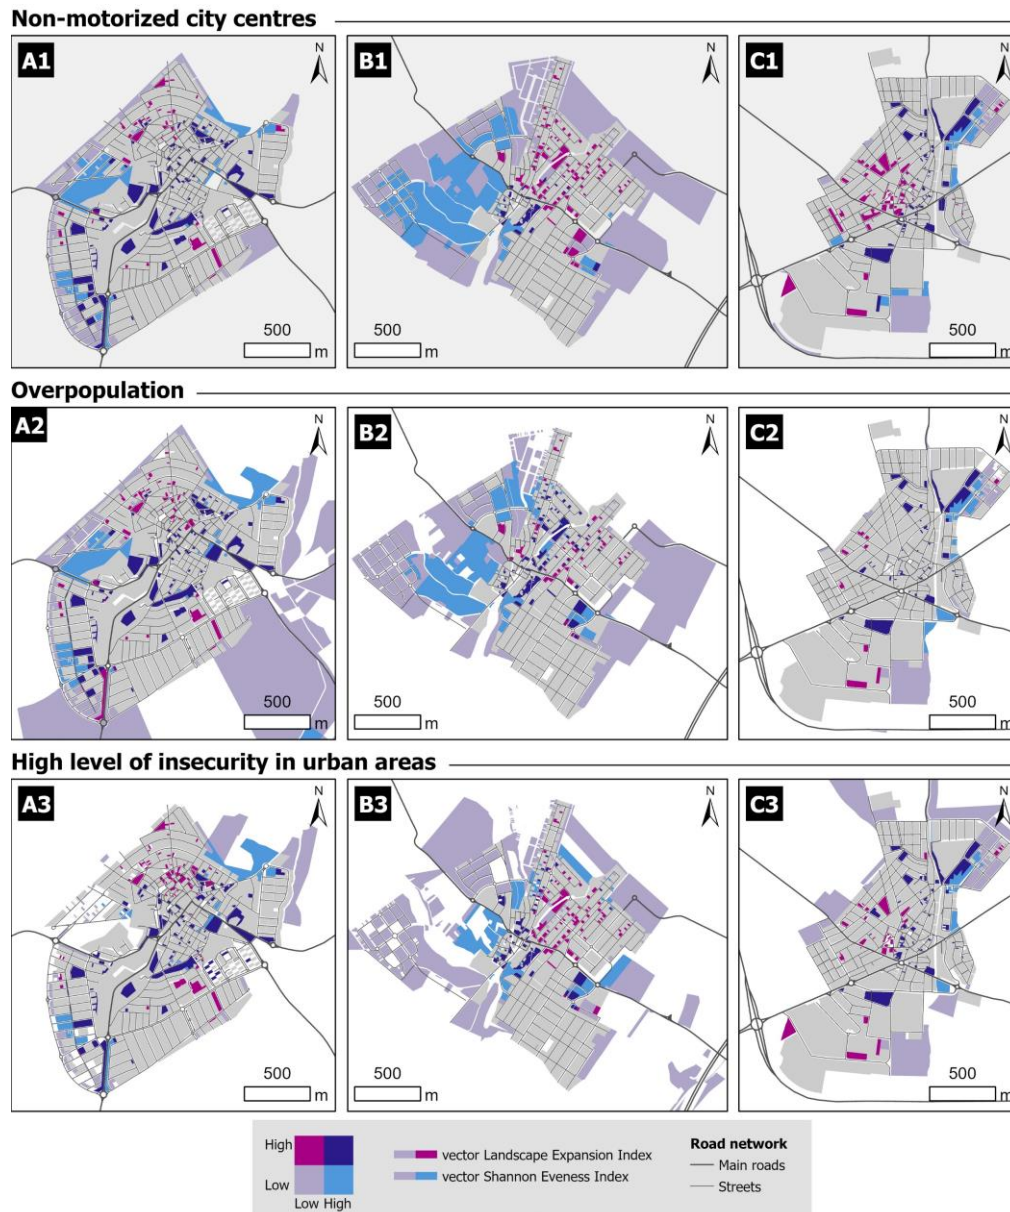 Non-motorized city centres
A1 N 500 m
B1 N 500 m
C1 N 500 m
Overpopulation
A2 N 500 m
B2 N 500 m
C2 N 500 m
High level of insecurity in urban areas
A3 N 500 m
B3 N 500 m
C3 N 500 m
High
Low
Low High
vector Landscape Expansion Index
vector Shannon Eveness Index
Road network
Main roads
Streets